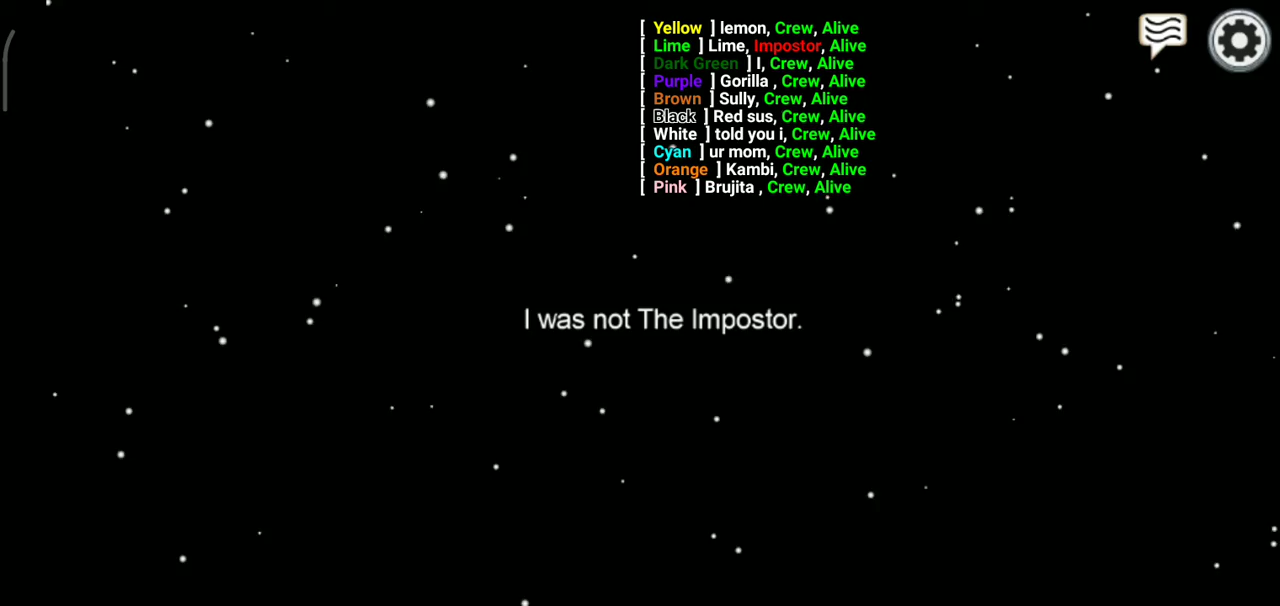 [ Yellow ] lemon, Crew, Alive
[ Lime ] Lime, Impostor, Alive
[ Dark Green ] I, Crew, Alive
[ Purple ] Gorilla , Crew, Alive
[ Brown ] Sully, Crew, Alive
[ Black ] Red sus, Crew, Alive
[ White ] told you i, Crew, Alive
[ Cyan ] ur mom, Crew, Alive
[ Orange ] Kambi, Crew, Alive
[ Pink ] Brujita , Crew, Alive
I was not The Impostor.